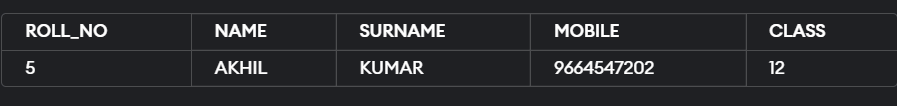 ROLL_NO NAME SURNAME MOBILE CLASS
5 AKHIL KUMAR 9664547202 12